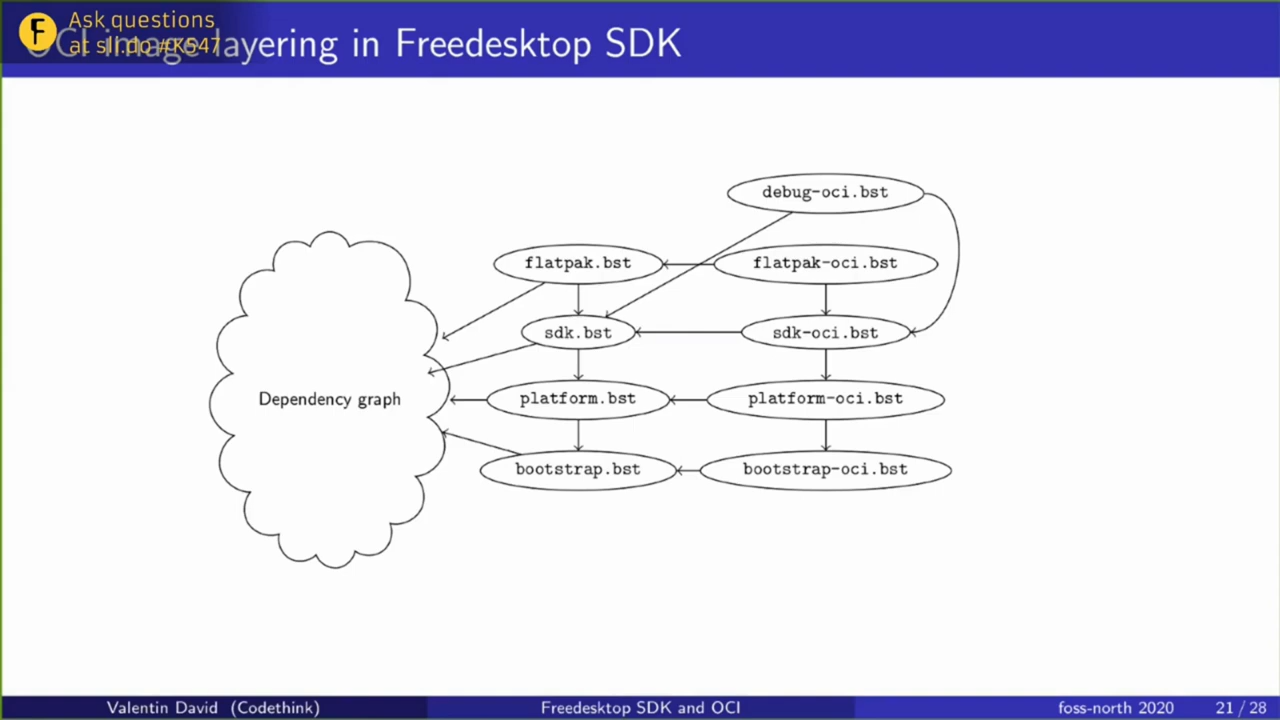 Ask questions
at sli.do #K547
OCI image layering in Freedesktop SDK
debug-oci.bst
flatpak.bst
flatpak-oci.bst
sdk.bst
sdk-oci.bst
Dependency graph
platform.bst
platform-oci.bst
bootstrap.bst
bootstrap-oci.bst
Valentin David (Codethink)
Freedesktop SDK and OCI
foss-north 2020
21 / 28